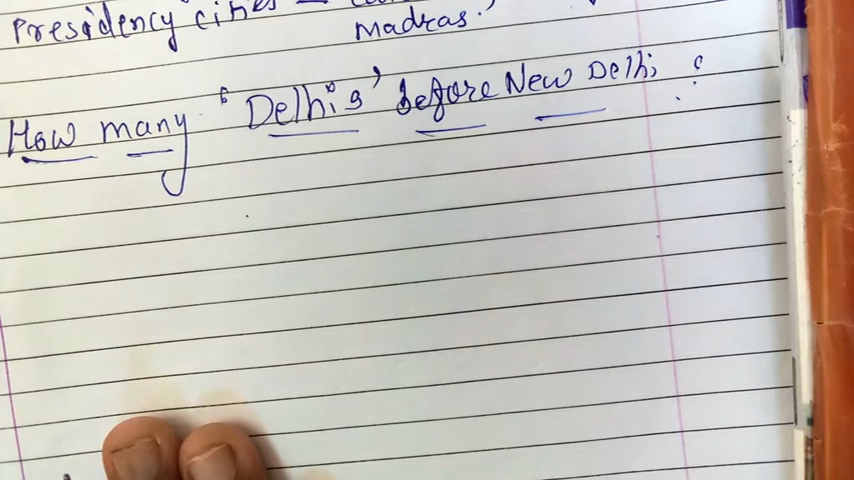 Presidency cities –
Madras.
How many 'Delhis' before New Delhi ?